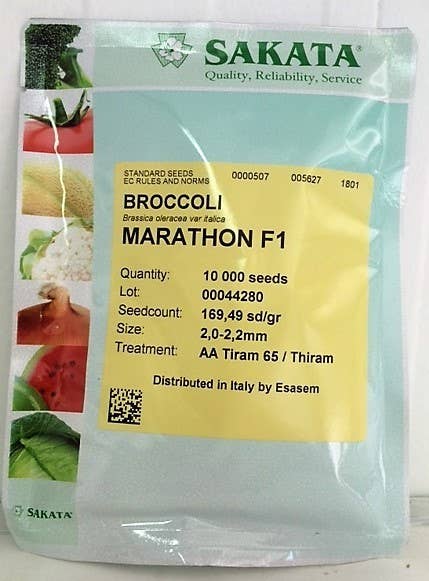 SAKATA®
Quality, Reliability, Service
STANDARD SEEDS 0000507 005627 1801
EC RULES AND NORMS
BROCCOLI
Brassica oleracea var italica
MARATHON F1
Quantity: 10 000 seeds
Lot: 00044280
Seedcount: 169,49 sd/gr
Size: 2,0-2,2mm
Treatment: AA Tiram 65 / Thiram
Distributed in Italy by Esasem
SAKATA